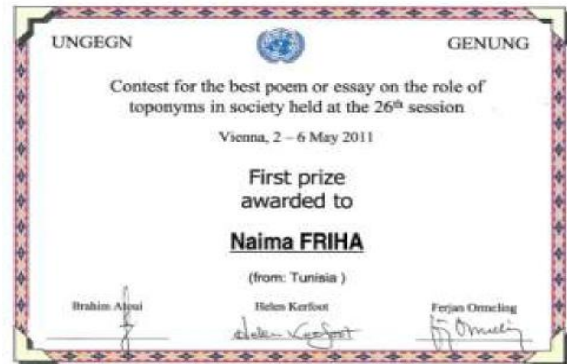 UNGEGN GENUNG
Contest for the best poem or essay on the role of
toponyms in society held at the 26th session
Vienna, 2 – 6 May 2011
First prize
awarded to
Naima FRIHA
(from: Tunisia )
Brahim Atoui Helen Kerfoot Ferjan Ormeling
Helen Kerfoot